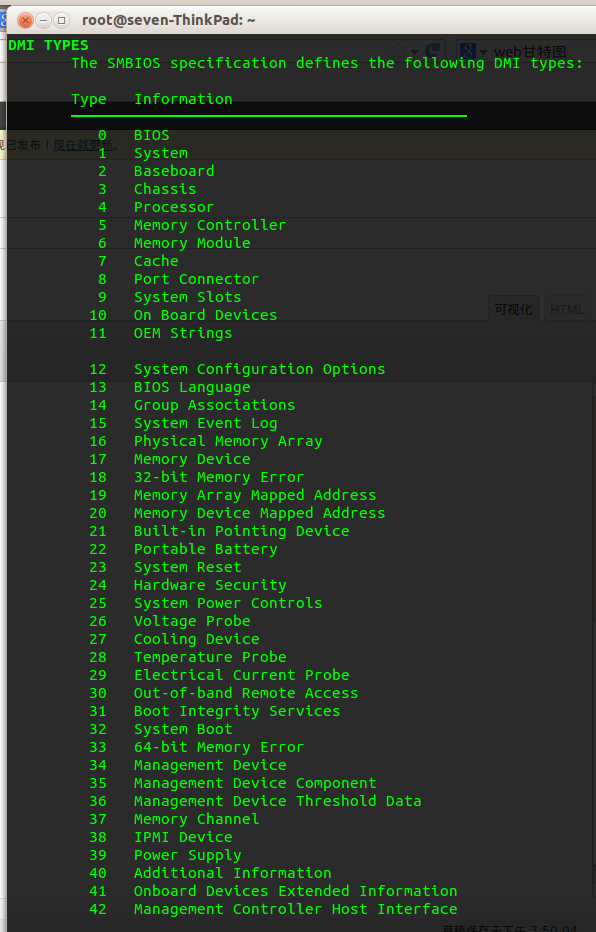 root@seven-ThinkPad: ~
DMI TYPES
web甘特图
The SMBIOS specification defines the following DMI types:
Type Information
0 BIOS
已发布！现在就更新。
1 System
2 Baseboard
3 Chassis
4 Processor
5 Memory Controller
6 Memory Module
7 Cache
8 Port Connector
9 System Slots
可视化 HTML
10 On Board Devices
11 OEM Strings
12 System Configuration Options
13 BIOS Language
14 Group Associations
15 System Event Log
16 Physical Memory Array
17 Memory Device
18 32-bit Memory Error
19 Memory Array Mapped Address
20 Memory Device Mapped Address
21 Built-in Pointing Device
22 Portable Battery
23 System Reset
24 Hardware Security
25 System Power Controls
26 Voltage Probe
27 Cooling Device
28 Temperature Probe
29 Electrical Current Probe
30 Out-of-band Remote Access
31 Boot Integrity Services
32 System Boot
33 64-bit Memory Error
34 Management Device
35 Management Device Component
36 Management Device Threshold Data
37 Memory Channel
38 IPMI Device
39 Power Supply
40 Additional Information
41 Onboard Devices Extended Information
42 Management Controller Host Interface
草稿保存于下午 3:50:04